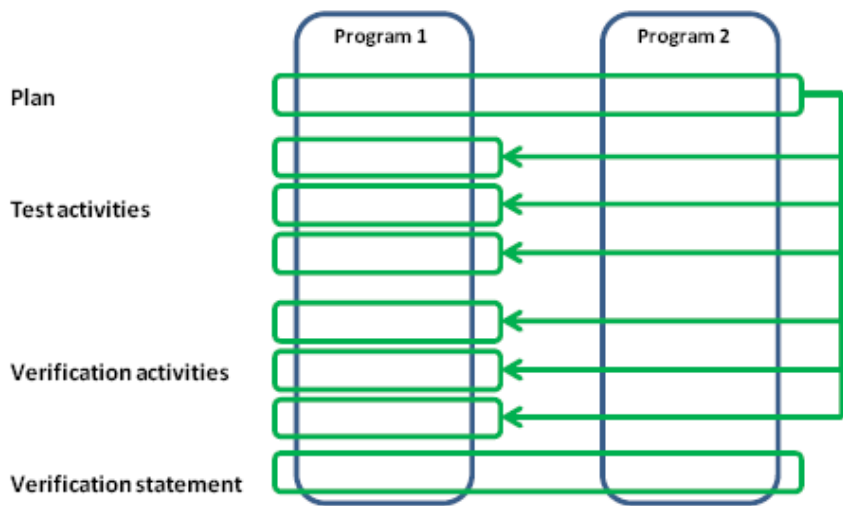 Program 1
Program 2
Plan
Test activities
Verification activities
Verification statement